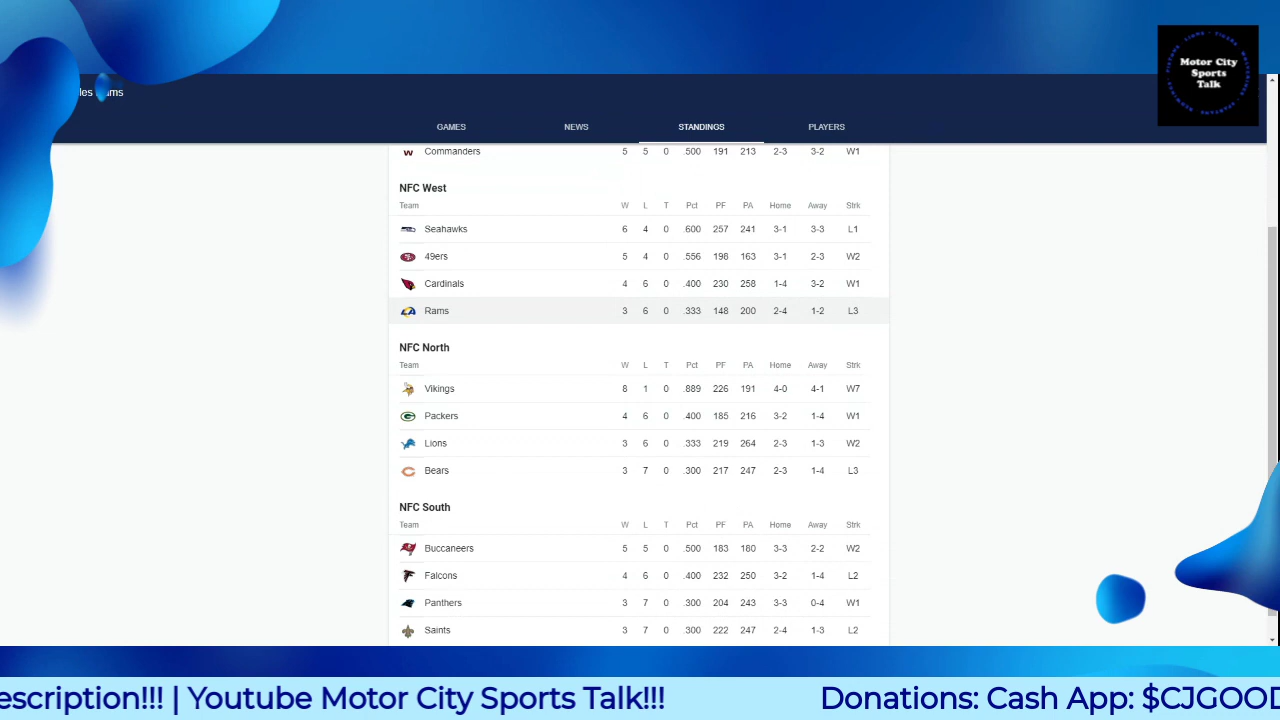 Motor City
Sports
Talk
les Rams
GAMES NEWS STANDINGS PLAYERS
Commanders 5 5 0 .500 191 213 2-3 3-2 W1
NFC West
Team W L T Pct PF PA Home Away Strk
Seahawks 6 4 0 .600 257 241 3-1 3-3 L1
49ers 5 4 0 .556 198 163 3-1 2-3 W2
Cardinals 4 6 0 .400 230 258 1-4 3-2 W1
Rams 3 6 0 .333 148 200 2-4 1-2 L3
NFC North
Team W L T Pct PF PA Home Away Strk
Vikings 8 1 0 .889 226 191 4-0 4-1 W7
Packers 4 6 0 .400 185 216 3-2 1-4 W1
Lions 3 6 0 .333 219 264 2-3 1-3 W2
Bears 3 7 0 .300 217 247 2-3 1-4 L3
NFC South
Team W L T Pct PF PA Home Away Strk
Buccaneers 5 5 0 .500 183 180 3-3 2-2 W2
Falcons 4 6 0 .400 232 250 3-2 1-4 L2
Panthers 3 7 0 .300 204 243 3-3 0-4 W1
Saints 3 7 0 .300 222 247 2-4 1-3 L2
escription!!! | Youtube Motor City Sports Talk!!! Donations: Cash App: $CJGOOD